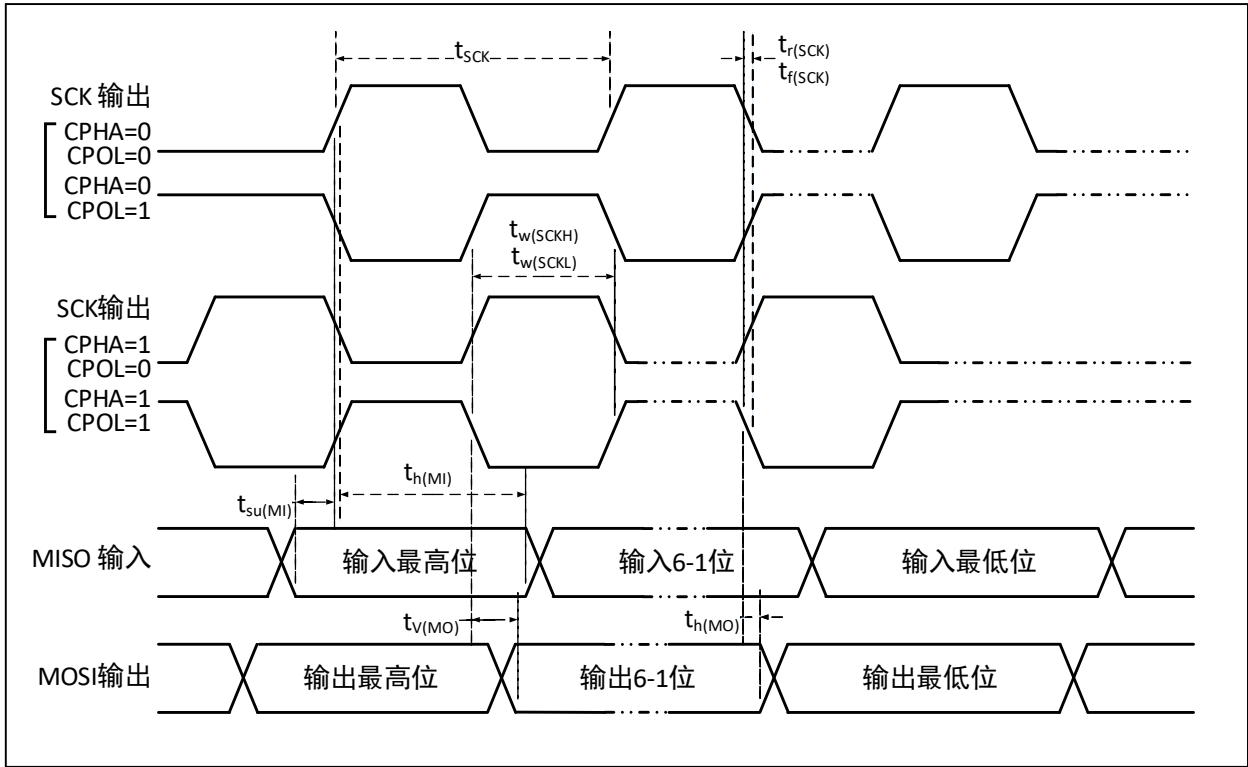 tSCK
tr(SCK)
tf(SCK)
SCK 输出
CPHA=0
CPOL=0
CPHA=0
CPOL=1
tw(SCKH)
tw(SCKL)
SCK输出
CPHA=1
CPOL=0
CPHA=1
CPOL=1
th(MI)
tsu(MI)
MISO 输入
输入最高位
输入6-1位
输入最低位
tV(MO)
th(MO)
MOSI输出
输出最高位
输出6-1位
输出最低位